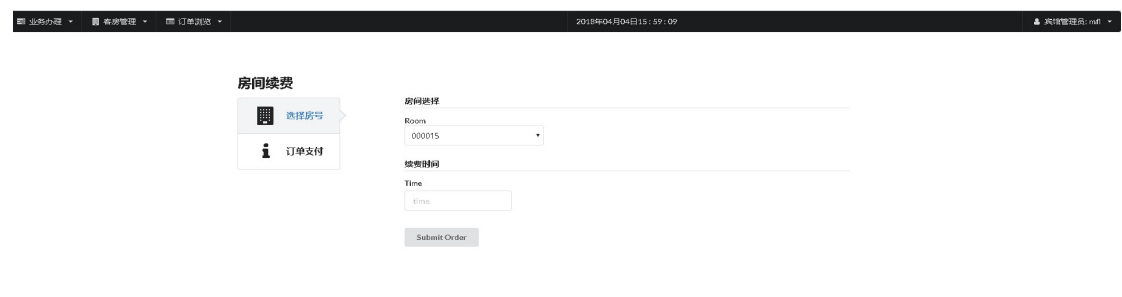 业务办理 客房管理 订单浏览 2018年04月04日15:59:09 宾馆管理员: mfl
房间续费
选择房号
订单支付
房间选择
Room
000015
续费时间
Time
time
Submit Order